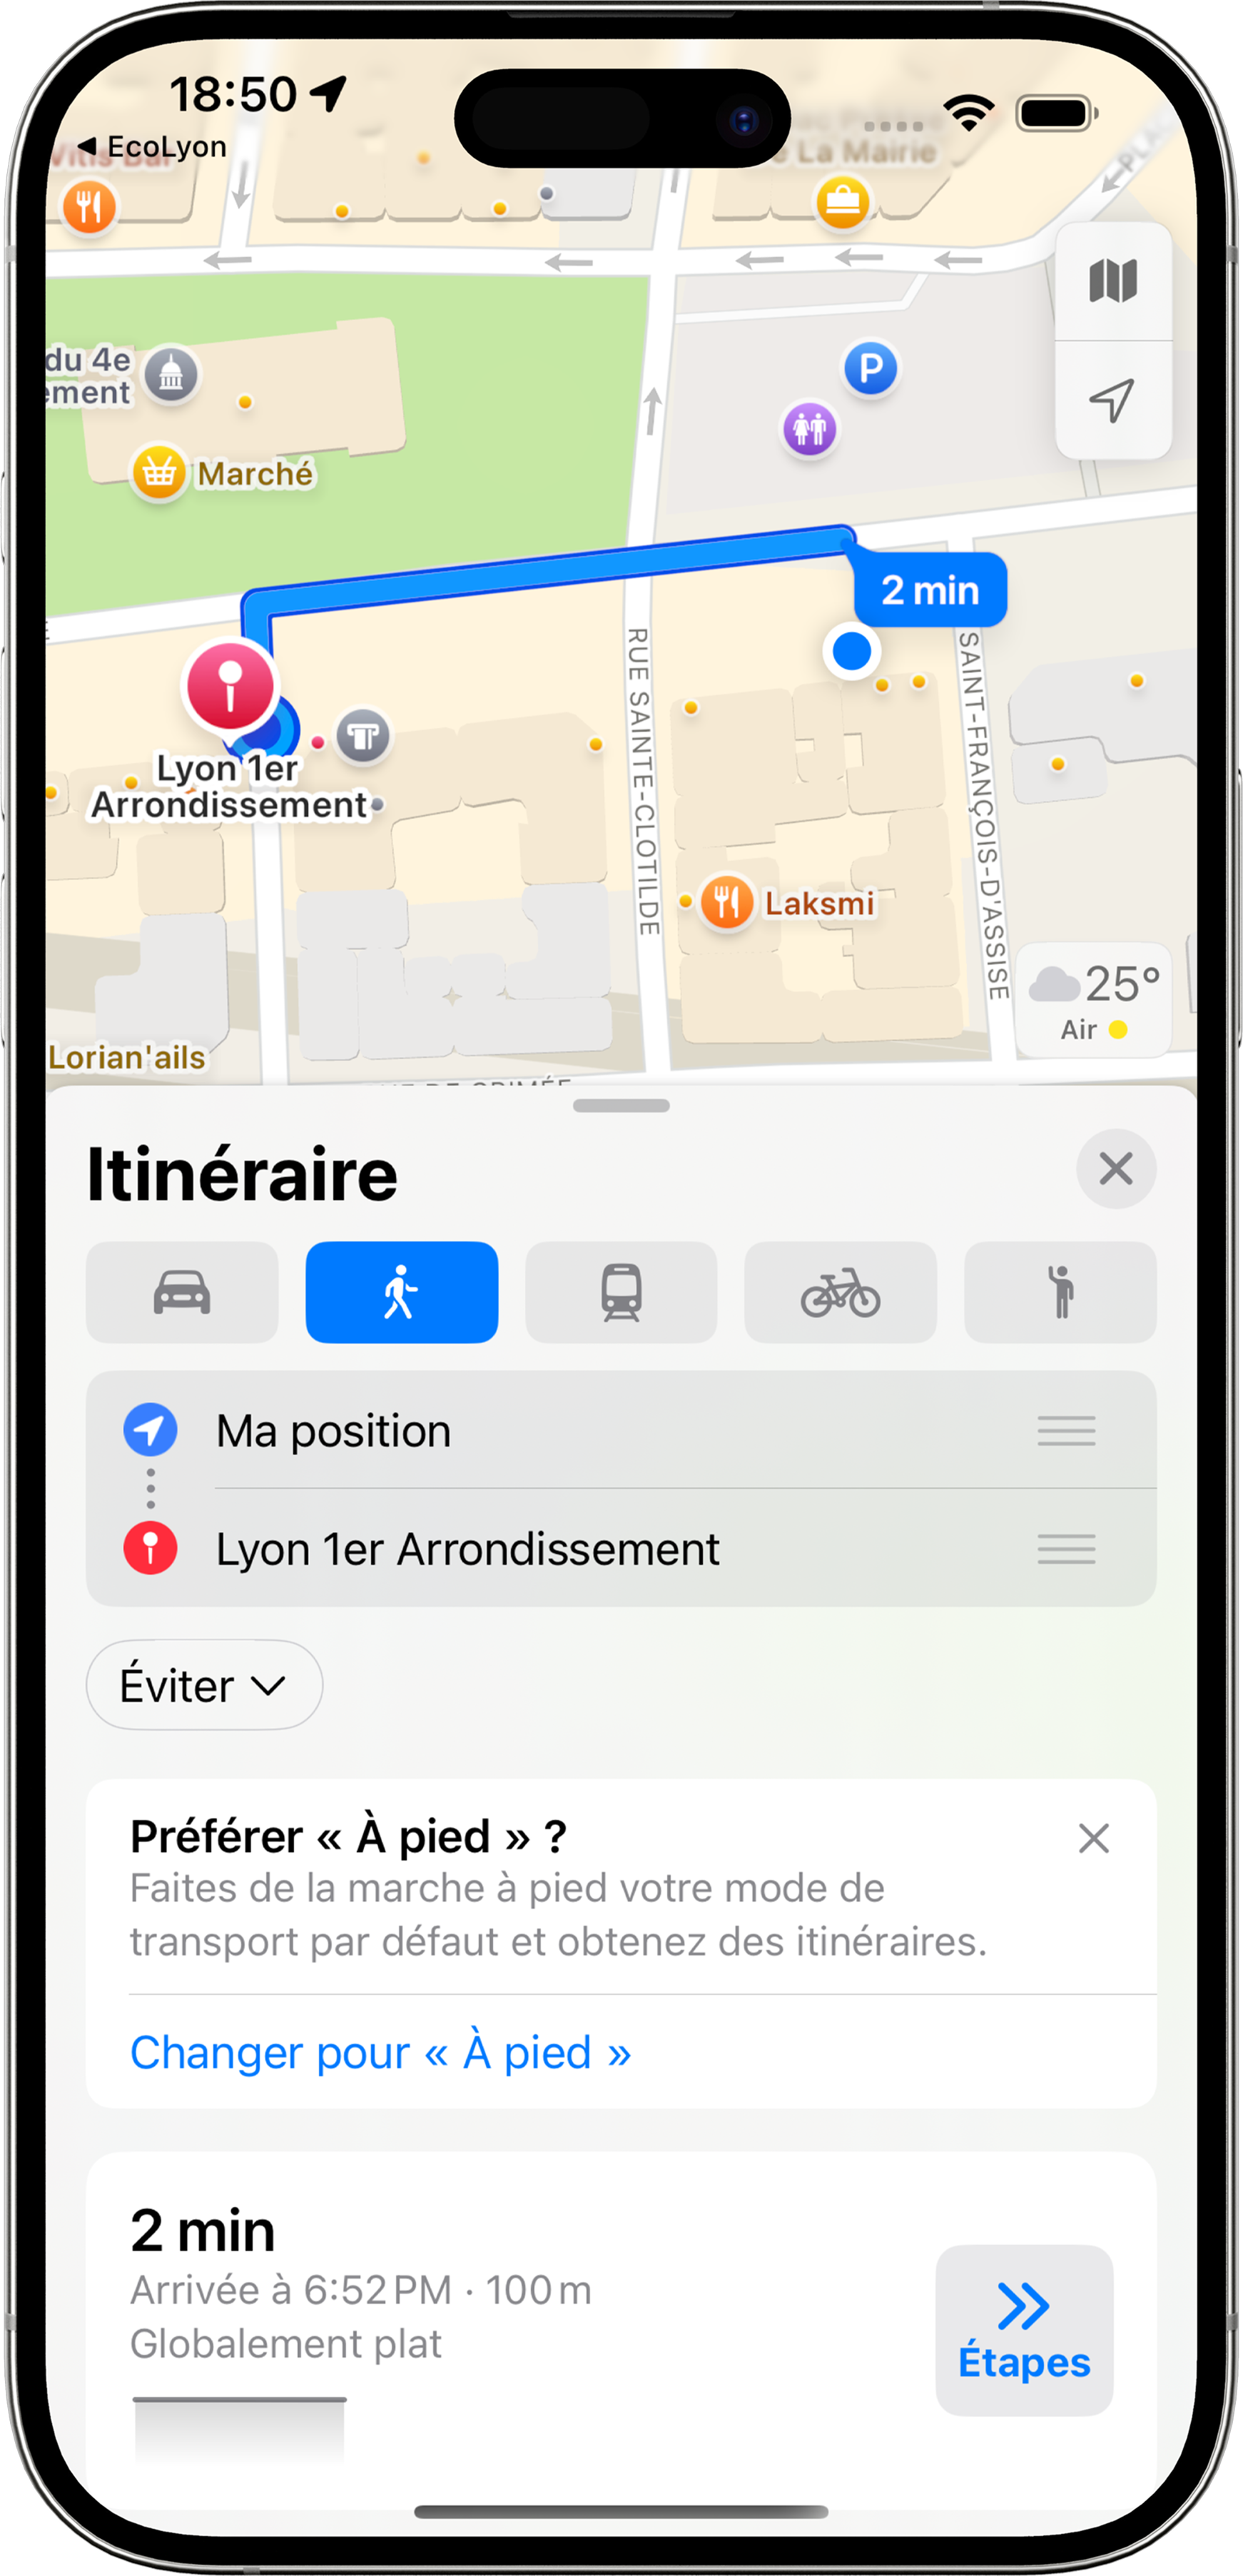 18:50
◀ EcoLyon
Vitis Bar
La Mairie
du 4e
ement
P
Marché
2 min
RUE SAINTE-CLOTILDE
SAINT-FRANÇOIS-D'ASSISE
Lyon 1er
Arrondissement
Laksmi
25°
Air
Lorian'ails
Itinéraire
Ma position
Lyon 1er Arrondissement
Éviter
Préférer « À pied » ?
Faites de la marche à pied votre mode de
transport par défaut et obtenez des itinéraires.
Changer pour « À pied »
2 min
Arrivée à 6:52 PM · 100 m
Globalement plat
Étapes